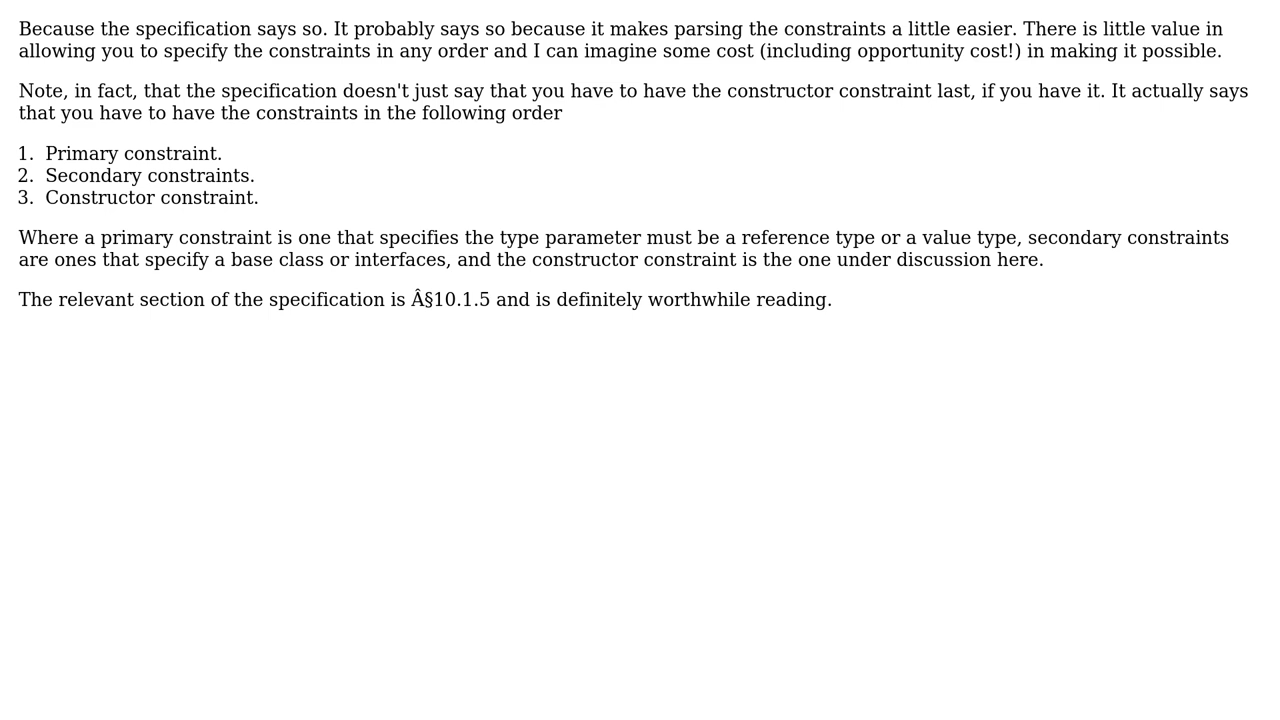 Because the specification says so. It probably says so because it makes parsing the constraints a little easier. There is little value in
allowing you to specify the constraints in any order and I can imagine some cost (including opportunity cost!) in making it possible.
Note, in fact, that the specification doesn't just say that you have to have the constructor constraint last, if you have it. It actually says
that you have to have the constraints in the following order
1. Primary constraint.
2. Secondary constraints.
3. Constructor constraint.
Where a primary constraint is one that specifies the type parameter must be a reference type or a value type, secondary constraints
are ones that specify a base class or interfaces, and the constructor constraint is the one under discussion here.
The relevant section of the specification is Â§10.1.5 and is definitely worthwhile reading.